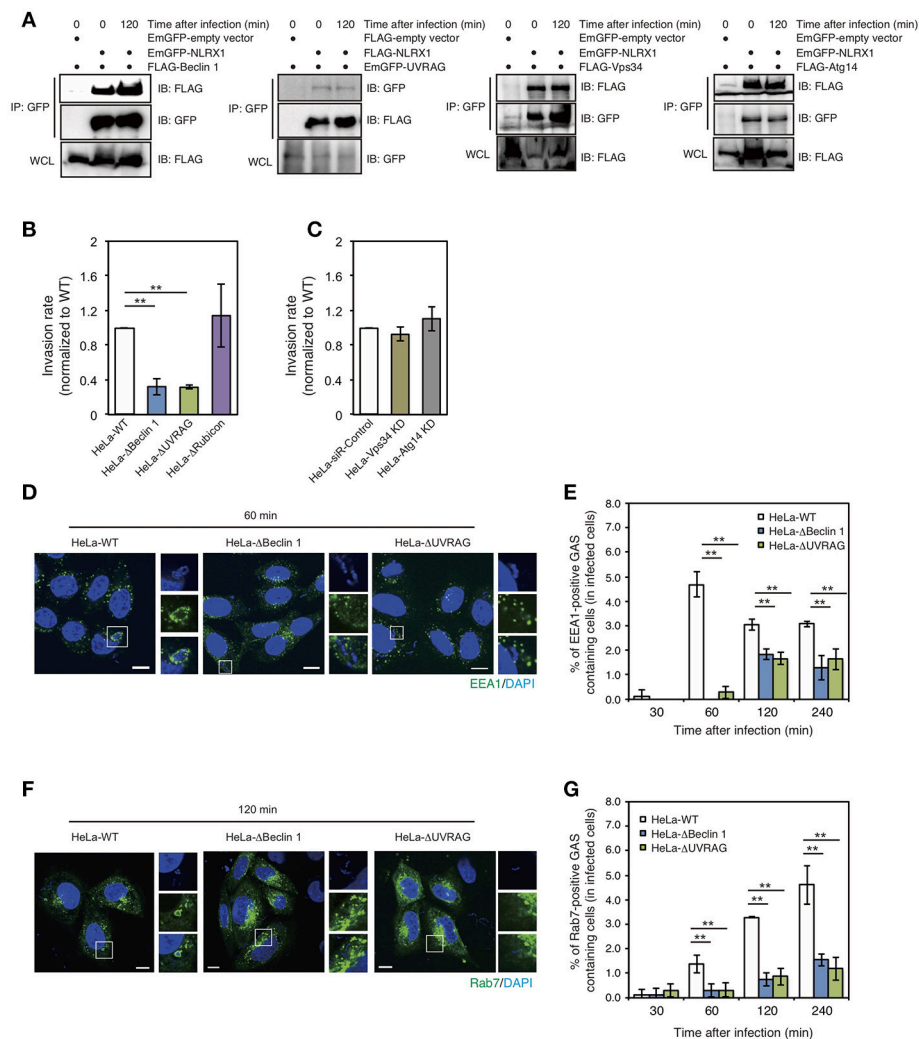 A
0 0 120 Time after infection (min)
EmGFP-empty vector
EmGFP-NLRX1
FLAG-Beclin 1
IP: GFP
IB: FLAG
IB: GFP
WCL
IB: FLAG
0 0 120 Time after infection (min)
FLAG-empty vector
FLAG-NLRX1
EmGFP-UVRAG
IP: GFP
IB: GFP
IB: FLAG
WCL
IB: GFP
0 0 120 Time after infection (min)
EmGFP-empty vector
EmGFP-NLRX1
FLAG-Vps34
IP: GFP
IB: FLAG
IB: GFP
WCL
IB: FLAG
0 0 120 Time after infection (min)
EmGFP-empty vector
EmGFP-NLRX1
FLAG-Atg14
IP: GFP
IB: FLAG
IB: GFP
WCL
IB: FLAG
B
Invasion rate
(normalized to WT)
2
1.6
1.2
0.8
0.4
0
**
**
HeLa-WT
HeLa-ΔBeclin 1
HeLa-ΔUVRAG
HeLa-ΔRubicon
C
Invasion rate
(normalized to WT)
2
1.6
1.2
0.8
0.4
0
HeLa-siR-Control
HeLa-Vps34 KD
HeLa-Atg14 KD
D
60 min
HeLa-WT
HeLa-ΔBeclin 1
HeLa-ΔUVRAG
EEA1/DAPI
E
% of EEA1-positive GAS
containing cells (in infected cells)
8.0
7.0
6.0
5.0
4.0
3.0
2.0
1.0
0.0
HeLa-WT
HeLa-ΔBeclin 1
HeLa-ΔUVRAG
**
**
**
**
**
**
30 60 120 240
Time after infection (min)
F
120 min
HeLa-WT
HeLa-ΔBeclin 1
HeLa-ΔUVRAG
Rab7/DAPI
G
% of Rab7-positive GAS
containing cells (in infected cells)
8.0
7.0
6.0
5.0
4.0
3.0
2.0
1.0
0.0
HeLa-WT
HeLa-ΔBeclin 1
HeLa-ΔUVRAG
**
**
**
**
**
**
30 60 120 240
Time after infection (min)